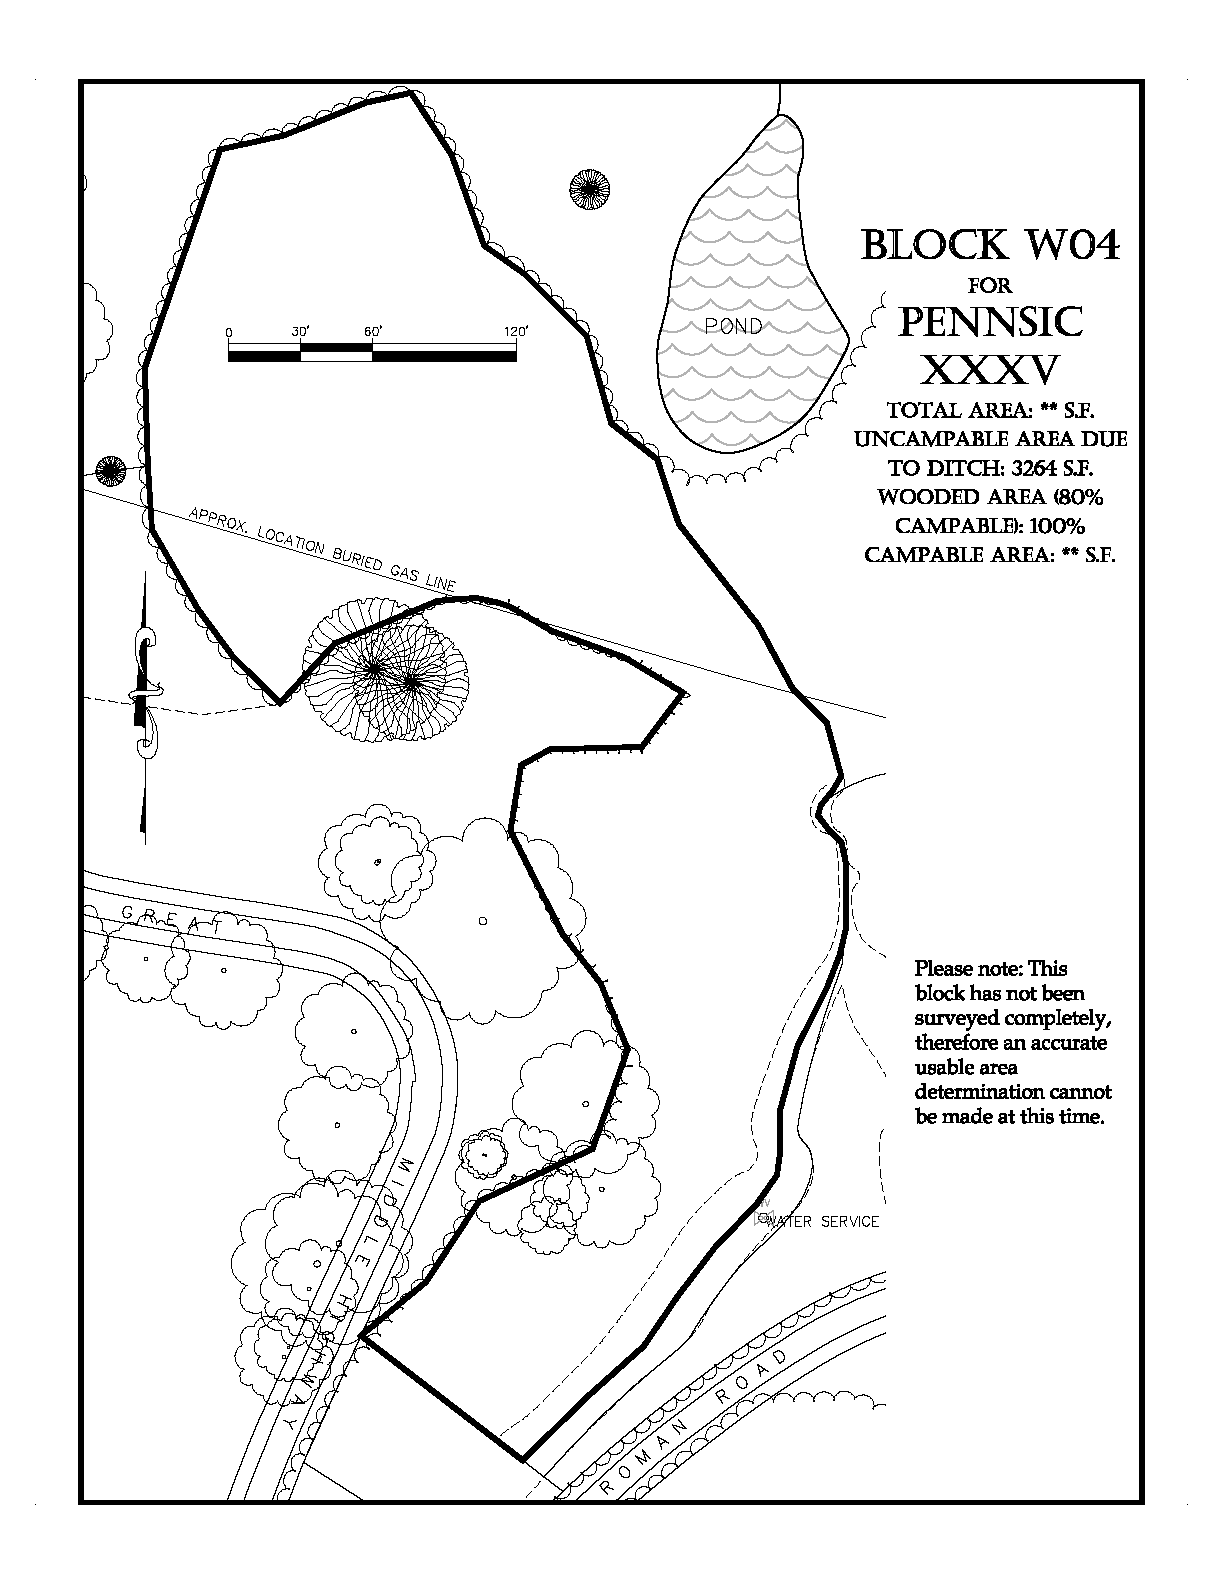 BLOCK W04
FOR
PENNSIC
XXXV
TOTAL AREA: ** S.F.
UNCAMPABLE AREA DUE
TO DITCH: 3264 S.F.
WOODED AREA (80%
CAMPABLE): 100%
CAMPABLE AREA: ** S.F.
POND
0 30' 60' 120'
APPROX. LOCATION BURIED GAS LINE
GREAT
MIDDLE HIGHWAY
Please note: This
block has not been
surveyed completely,
therefore an accurate
usable area
determination cannot
be made at this time.
WATER SERVICE
ROMAN ROAD